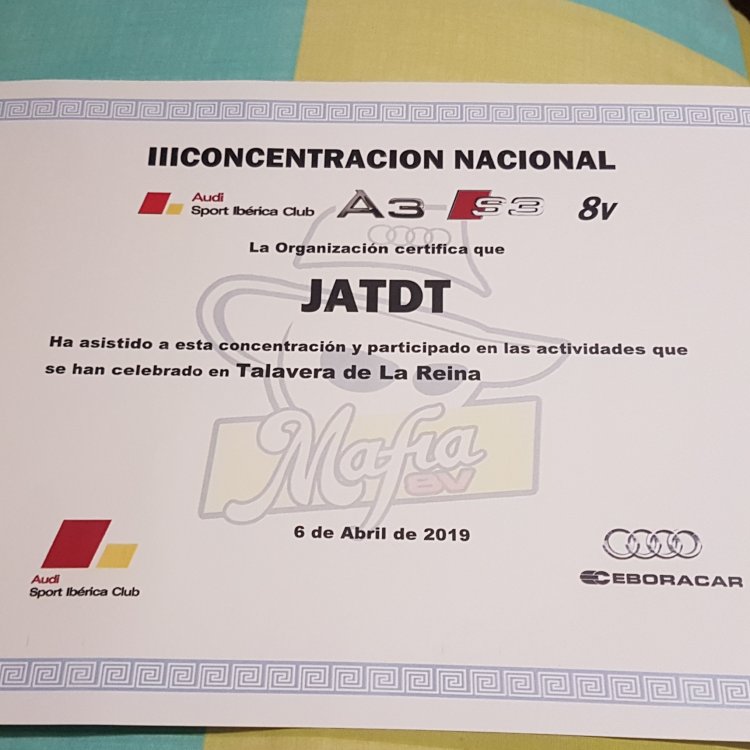 IIICONCENTRACION NACIONAL
Audi
Sport Ibérica Club
A3-S3 8v
La Organización certifica que
JATDT
Ha asistido a esta concentración y participado en las actividades que
se han celebrado en Talavera de La Reina
Mafia
8V
6 de Abril de 2019
Audi
Sport Ibérica Club
EBORACAR